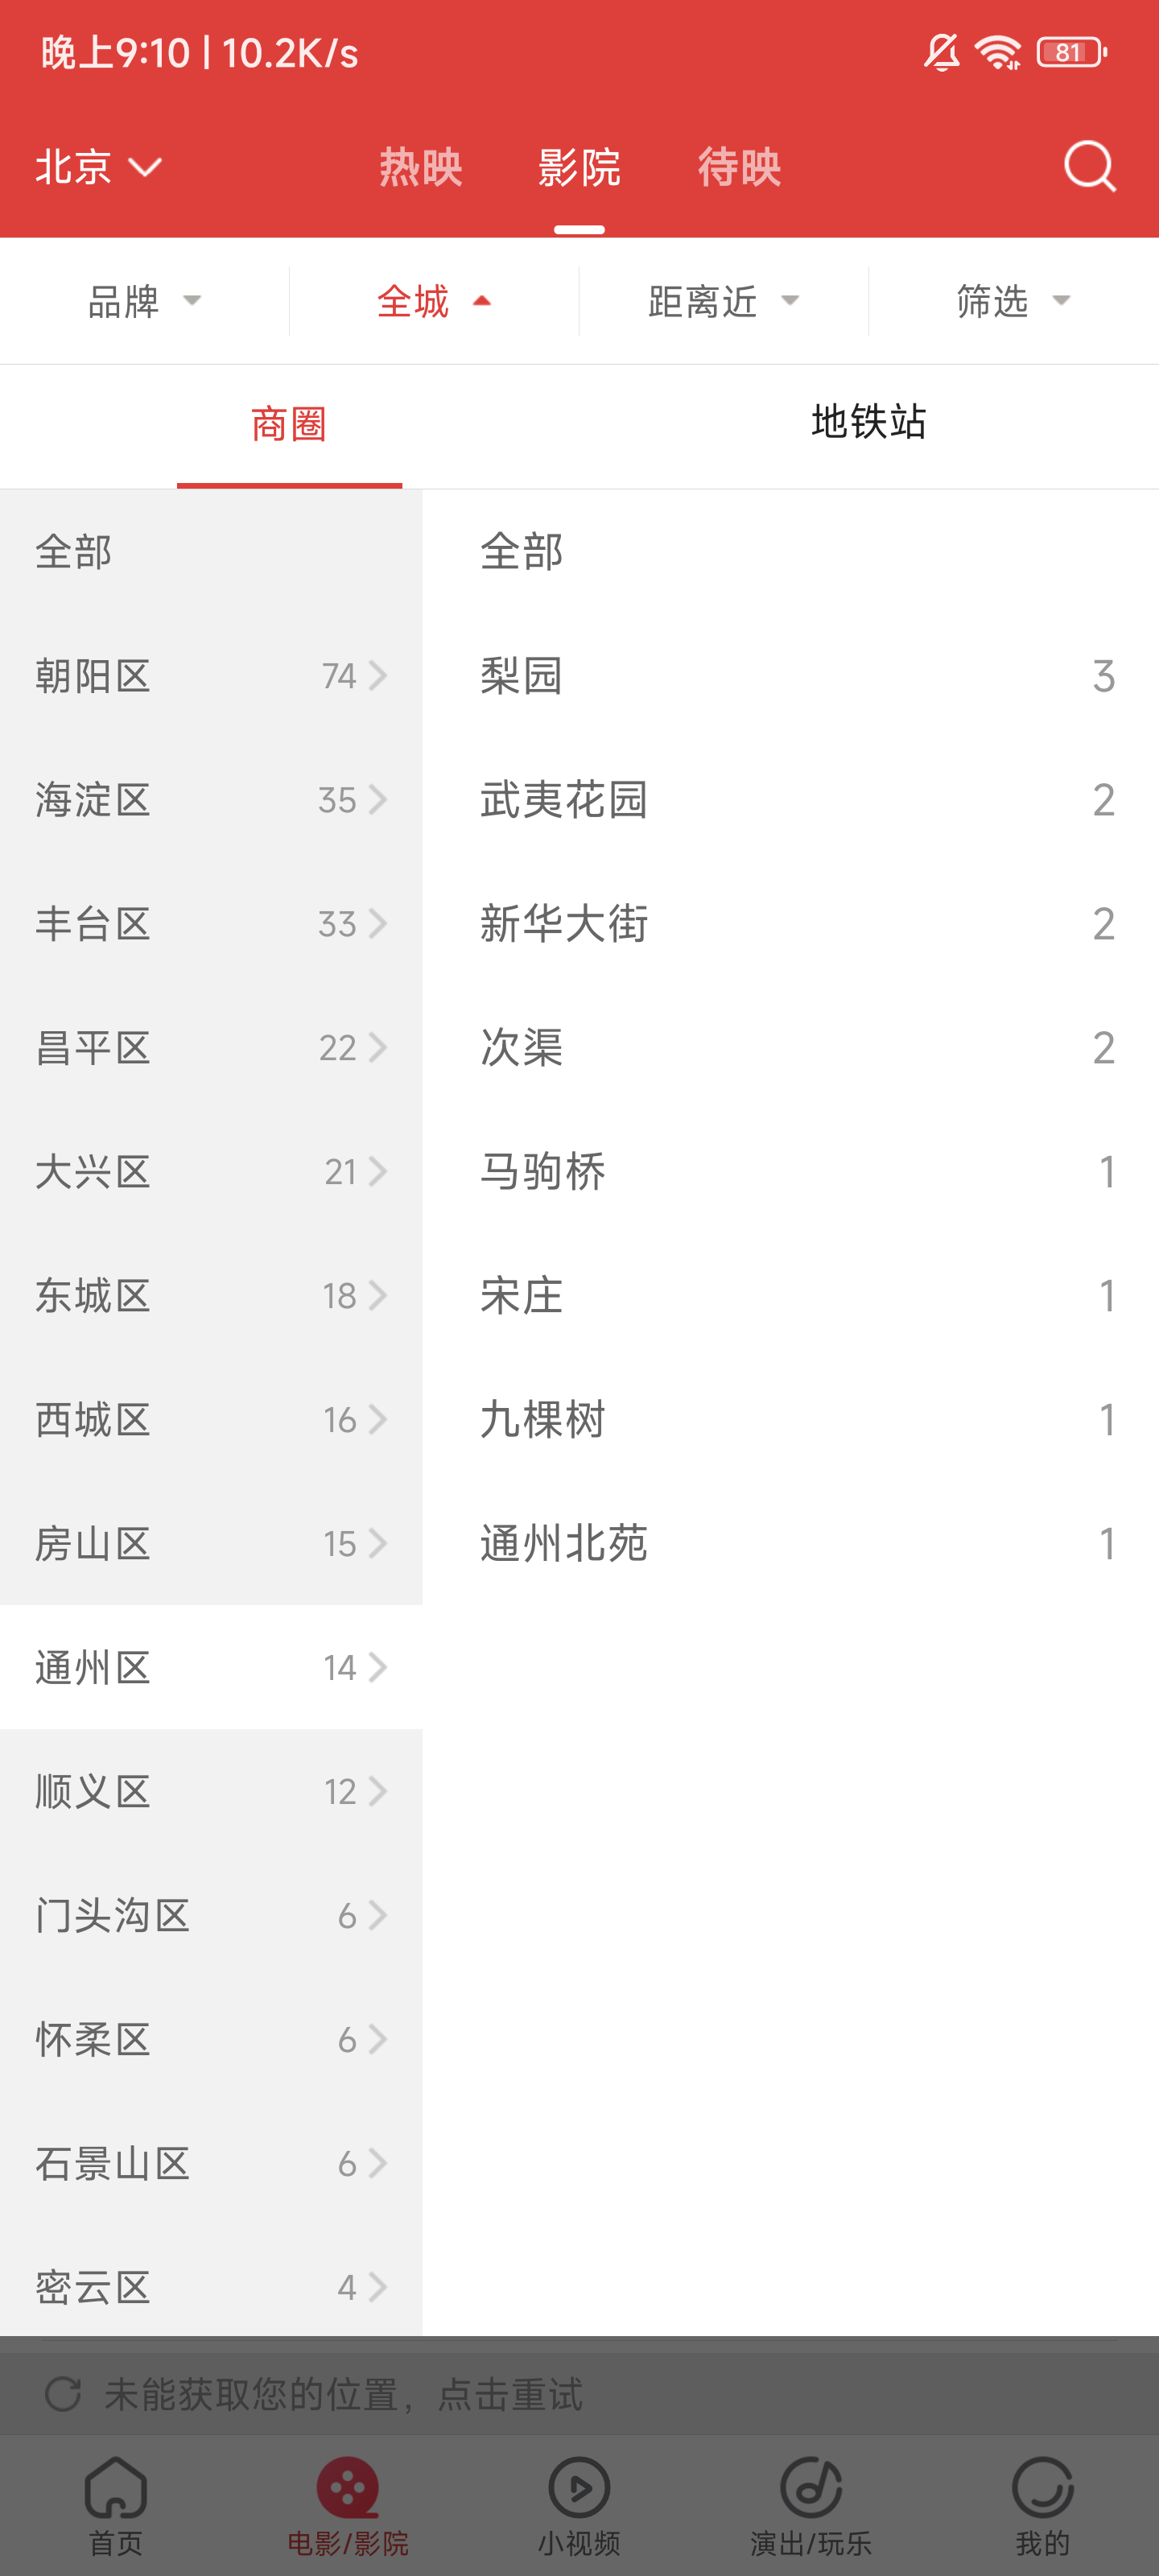 晚上9:10 | 10.2K/s 81
北京 热映 影院 待映
品牌 全城 距离近 筛选
商圈 地铁站
全部
朝阳区 74
海淀区 35
丰台区 33
昌平区 22
大兴区 21
东城区 18
西城区 16
房山区 15
通州区 14
顺义区 12
门头沟区 6
怀柔区 6
石景山区 6
密云区 4
全部
梨园 3
武夷花园 2
新华大街 2
次渠 2
马驹桥 1
宋庄 1
九棵树 1
通州北苑 1
未能获取您的位置，点击重试
首页 电影/影院 小视频 演出/玩乐 我的